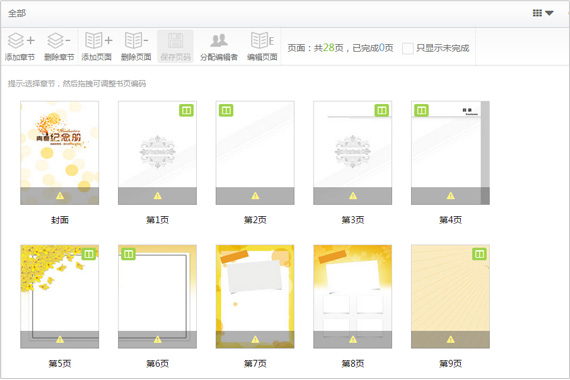 全部
添加章节 删除章节 添加页面 删除页面 保存页码 分配编辑者 编辑页面 页面：共28页，已完成0页 只显示未完成
提示:选择章节，然后拖拽可调整书页编码
青春纪念册
目录
封面 第1页 第2页 第3页 第4页
第5页 第6页 第7页 第8页 第9页